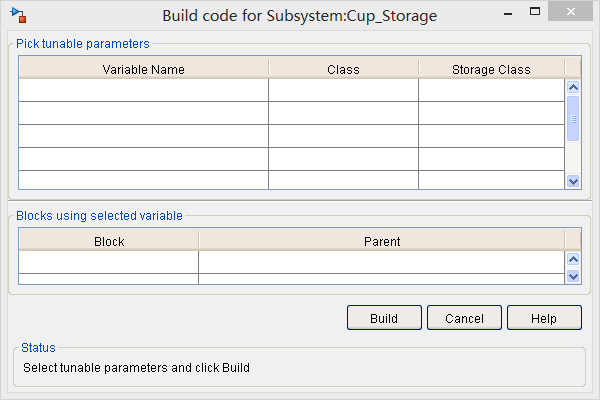 Build code for Subsystem:Cup_Storage
Pick tunable parameters
Variable Name Class Storage Class
Blocks using selected variable
Block Parent
Build Cancel Help
Status
Select tunable parameters and click Build